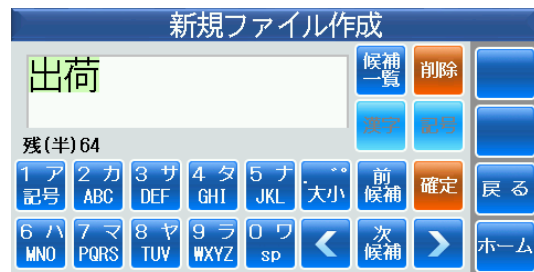 新規ファイル作成
出荷
候補一覧
削除
残(半)64
漢字
記号
1 ア 記号
2 カ ABC
3 サ DEF
4 タ GHI
5 ナ JKL
.゛゜大小
前候補
確定
戻る
6 ハ MNO
7 マ PQRS
8 ヤ TUV
9 ラ WXYZ
0 ワ sp
次候補
ホーム